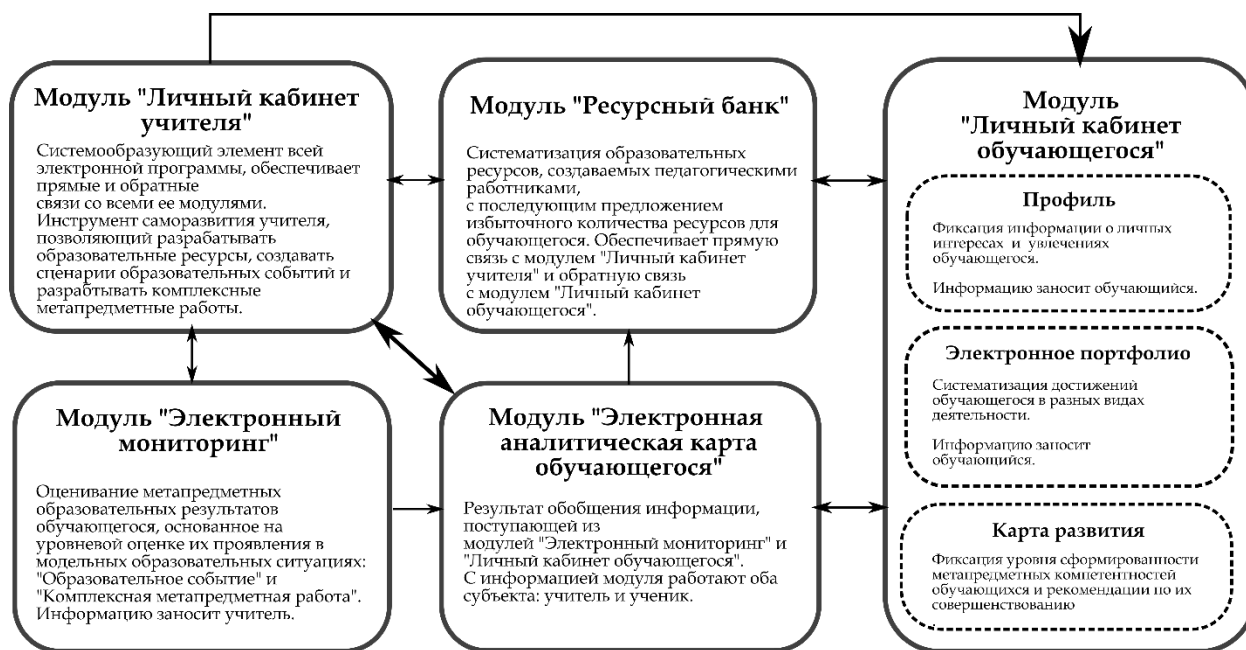 Модуль "Личный кабинет
учителя"
Системообразующий элемент всей
электронной программы, обеспечивает
прямые и обратные
связи со всеми ее модулями.
Инструмент саморазвития учителя,
позволяющий разрабатывать
образовательные ресурсы, создавать
сценарии образовательных событий и
разрабтывать комплексные
метапредметные работы.
Модуль "Ресурсный банк"
Систематизация образовательных
ресурсов, создаваемых педагогическими
работниками,
с последующим предложением
избыточного количества ресурсов для
обучающегося. Обеспечивает прямую
связь с модулем "Личный кабинет
учителя" и обратную связь
с модулем "Личный кабинет
обучающегося".
Модуль
"Личный кабинет
обучающегося"
Профиль
Фиксация информации о личных
интересах и увлечениях
обучающегося.
Информацию заносит обучающийся.
Электронное портфолио
Систематизация достижений
обучающегося в разных видах
деятельности.
Информацию заносит
обучающийся.
Карта развития
Фиксация уровня сформированности
метапредметных компетентностей
обучающихся и рекомендации по их
совершенствованию
Модуль "Электронный
мониторинг"
Оценивание метапредметных
образовательных результатов
обучающегося, основанное на
уровневой оценке их проявления в
модельных образовательных ситуациях:
"Образовательное событие" и
"Комплексная метапредметная работа".
Информацию заносит учитель.
Модуль "Электронная
аналитическая карта
обучающегося"
Результат обобщения информации,
поступающей из
модулей "Электронный мониторинг" и
"Личный кабинет обучающегося".
С информацией модуля работают оба
субъекта: учитель и ученик.